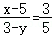 x-5/3-y = 3/5